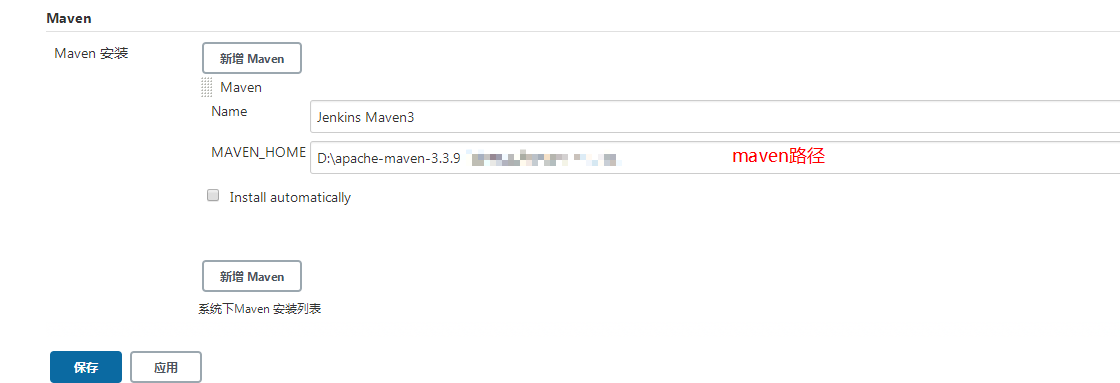 Maven
Maven 安装
新增 Maven
Maven
Name
Jenkins Maven3
MAVEN_HOME
D:\apache-maven-3.3.9
maven路径
Install automatically
新增 Maven
系统下Maven 安装列表
保存
应用